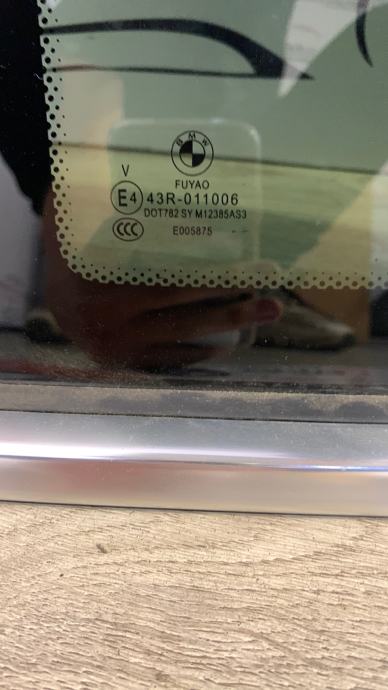 BMW
FUYAO
V
E4 43R-011006
DOT782 SY M12385AS3
CCC E005875